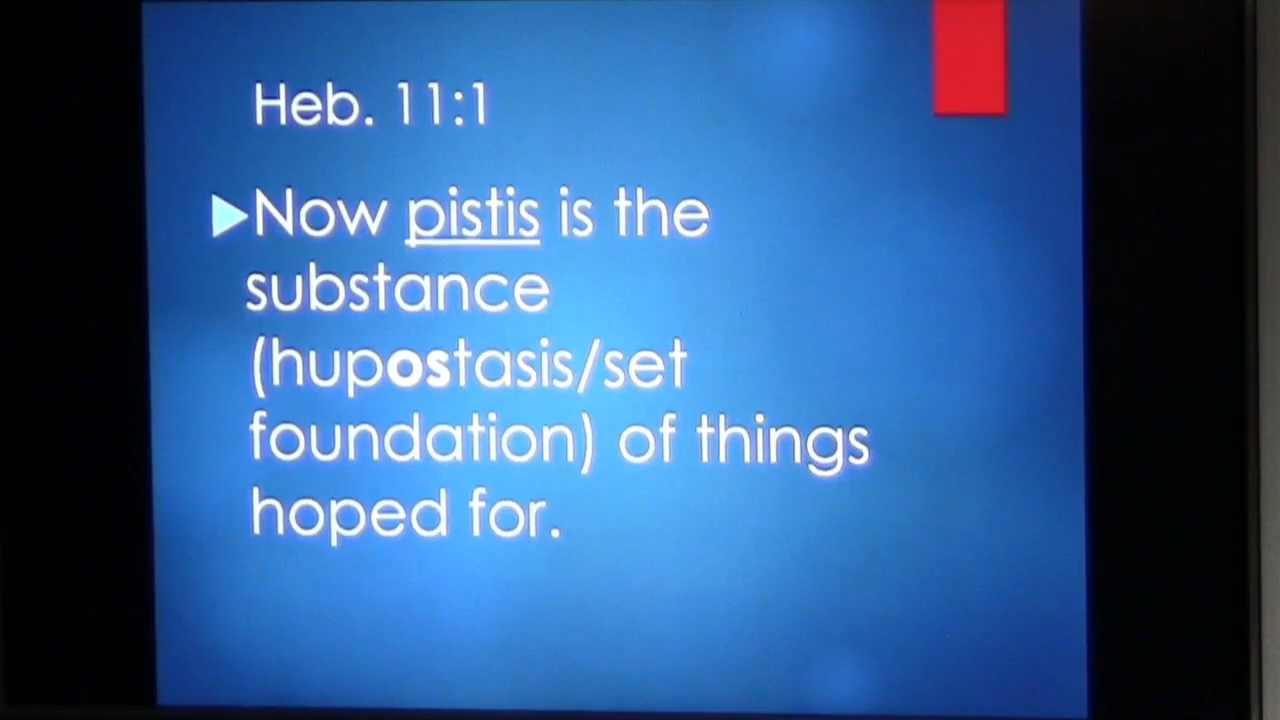 Heb. 11:1
Now pistis is the
substance
(hupostasis/set
foundation) of things
hoped for.